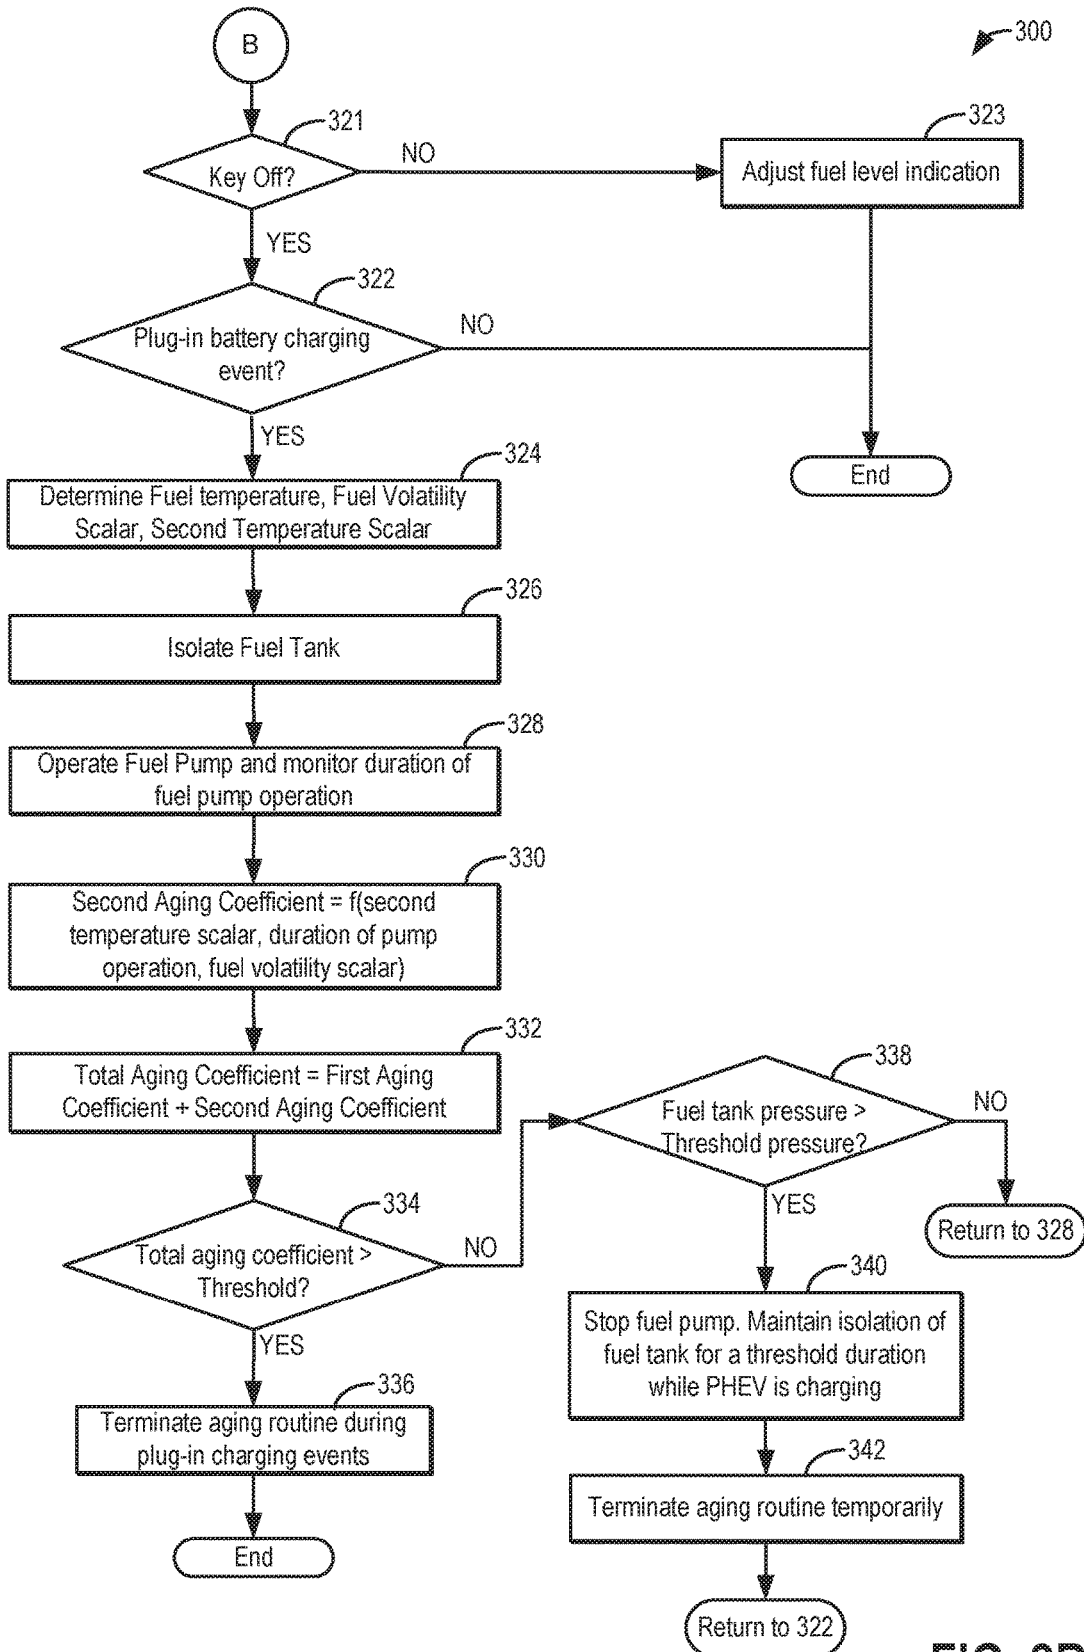 B
300
321
Key Off?
NO
323
Adjust fuel level indication
YES
322
Plug-in battery charging
event?
NO
End
YES
324
Determine Fuel temperature, Fuel Volatility
Scalar, Second Temperature Scalar
326
Isolate Fuel Tank
328
Operate Fuel Pump and monitor duration of
fuel pump operation
330
Second Aging Coefficient = f(second
temperature scalar, duration of pump
operation, fuel volatility scalar)
332
Total Aging Coefficient = First Aging
Coefficient + Second Aging Coefficient
334
Total aging coefficient >
Threshold?
NO
YES
336
Terminate aging routine during
plug-in charging events
End
338
Fuel tank pressure >
Threshold pressure?
NO
Return to 328
YES
340
Stop fuel pump. Maintain isolation of
fuel tank for a threshold duration
while PHEV is charging
342
Terminate aging routine temporarily
Return to 322